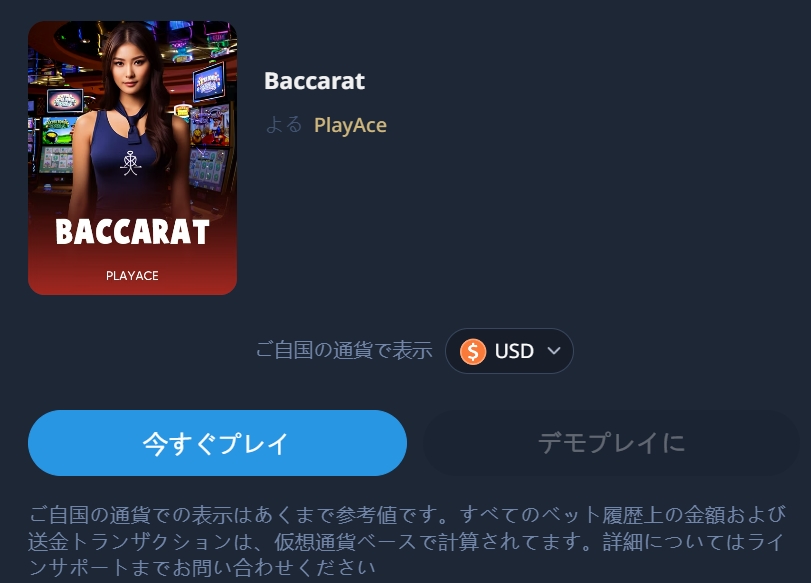 BACCARAT
PLAYACE
Baccarat
よる PlayAce
ご自国の通貨で表示 $ USD
今すぐプレイ
デモプレイに
ご自国の通貨での表示はあくまで参考値です。すべてのベット履歴上の金額および
送金トランザクションは、仮想通貨ベースで計算されてます。詳細についてはライ
ンサポートまでお問い合わせください